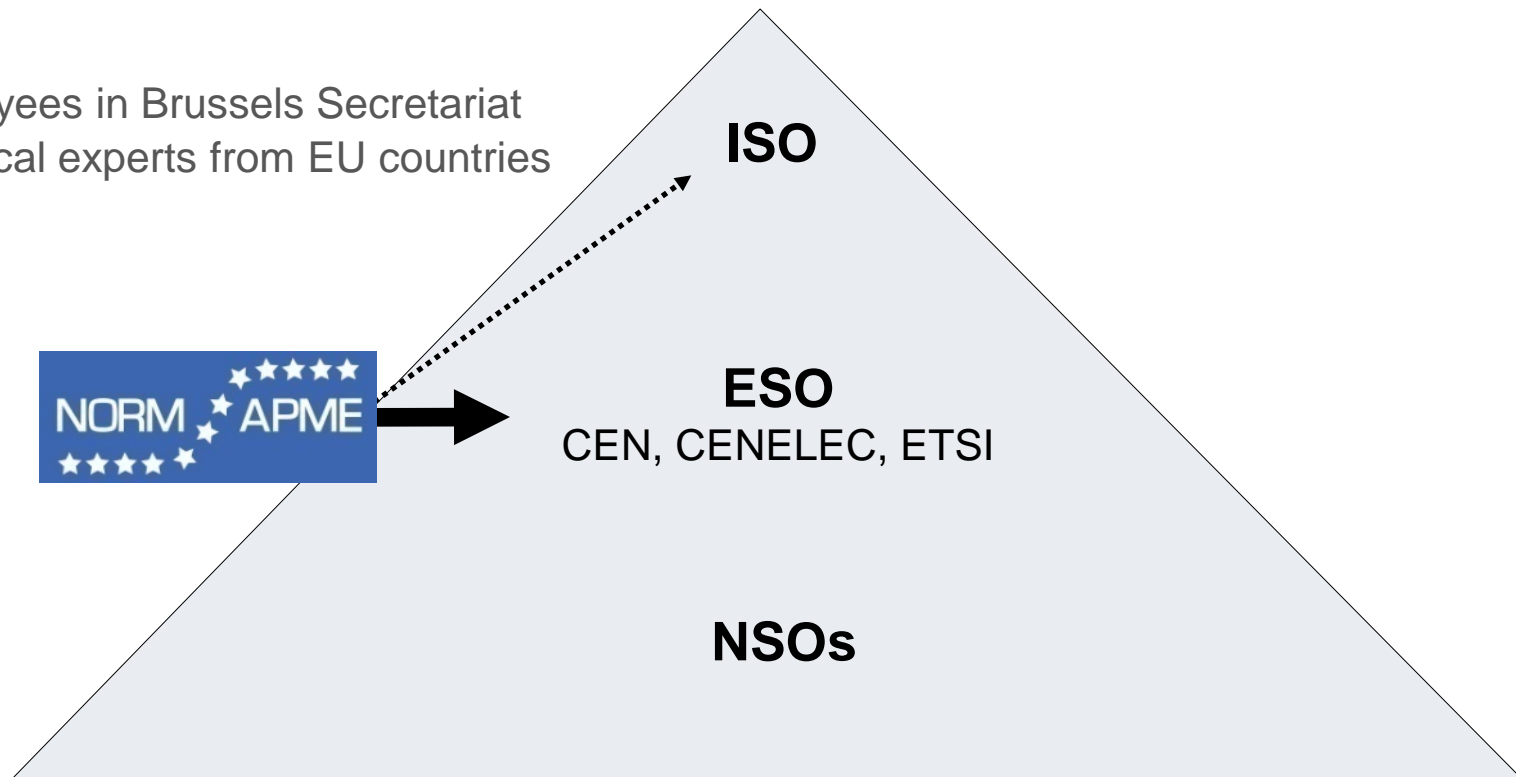 yees in Brussels Secretariat
cal experts from EU countries
ISO
NORM APME
ESO
CEN, CENELEC, ETSI
NSOs